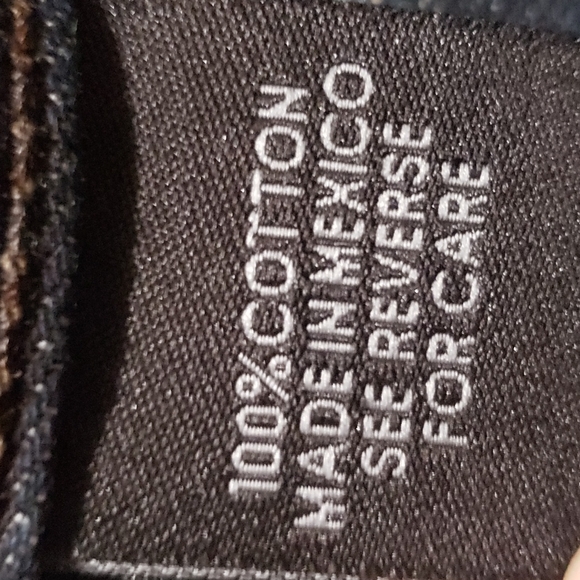 100% COTTON
MADE IN MEXICO
SEE REVERSE
FOR CARE